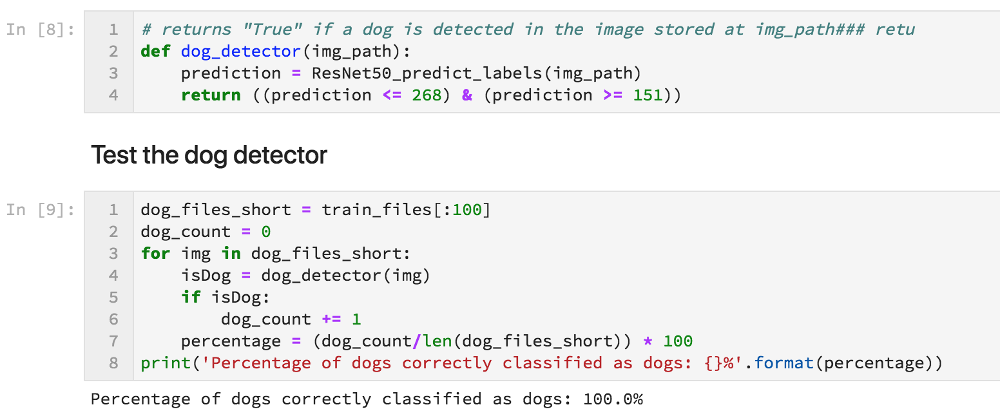 In [8]:
1 # returns "True" if a dog is detected in the image stored at img_path### retu
2 def dog_detector(img_path):
3     prediction = ResNet50_predict_labels(img_path)
4     return ((prediction <= 268) & (prediction >= 151))
Test the dog detector
In [9]:
1 dog_files_short = train_files[:100]
2 dog_count = 0
3 for img in dog_files_short:
4     isDog = dog_detector(img)
5     if isDog:
6         dog_count += 1
7     percentage = (dog_count/len(dog_files_short)) * 100
8 print('Percentage of dogs correctly classified as dogs: {}%'.format(percentage))
Percentage of dogs correctly classified as dogs: 100.0%